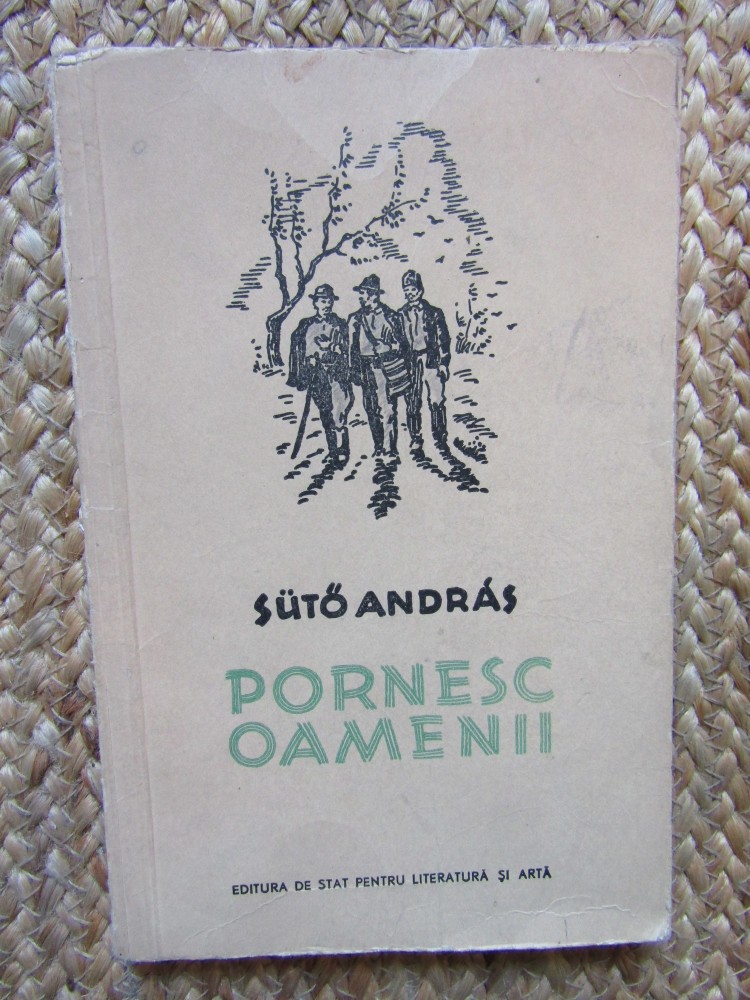 SÜTŐ ANDRÁS
PORNESC
OAMENII
EDITURA DE STAT PENTRU LITERATURĂ ȘI ARTĂ